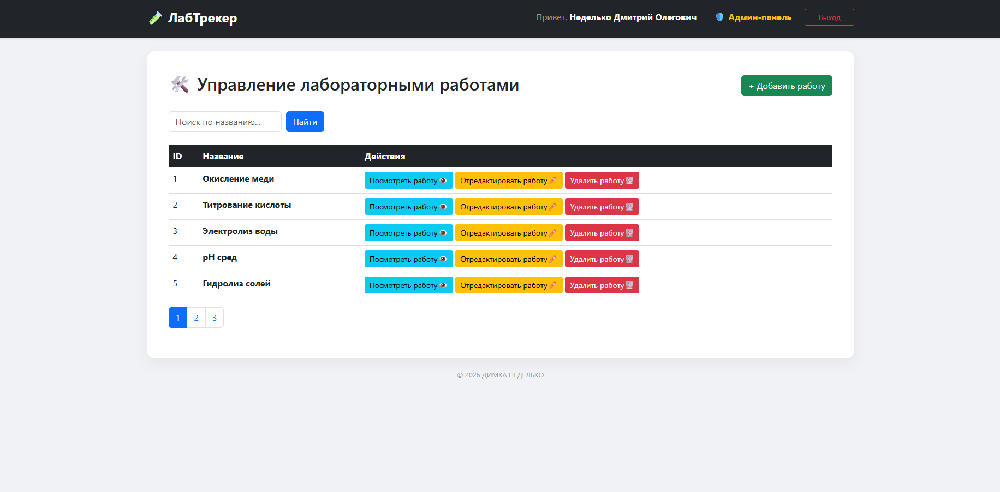 ЛабТрекер
Привет, Неделько Дмитрий Олегович
Админ-панель
Выход
Управление лабораторными работами
+ Добавить работу
Поиск по названию...
Найти
ID Название Действия
1 Окисление меди Посмотреть работу Отредактировать работу Удалить работу
2 Титрование кислоты Посмотреть работу Отредактировать работу Удалить работу
3 Электролиз воды Посмотреть работу Отредактировать работу Удалить работу
4 pH сред Посмотреть работу Отредактировать работу Удалить работу
5 Гидролиз солей Посмотреть работу Отредактировать работу Удалить работу
1 2 3
© 2026 ДИМКА НЕДЕЛЬКО